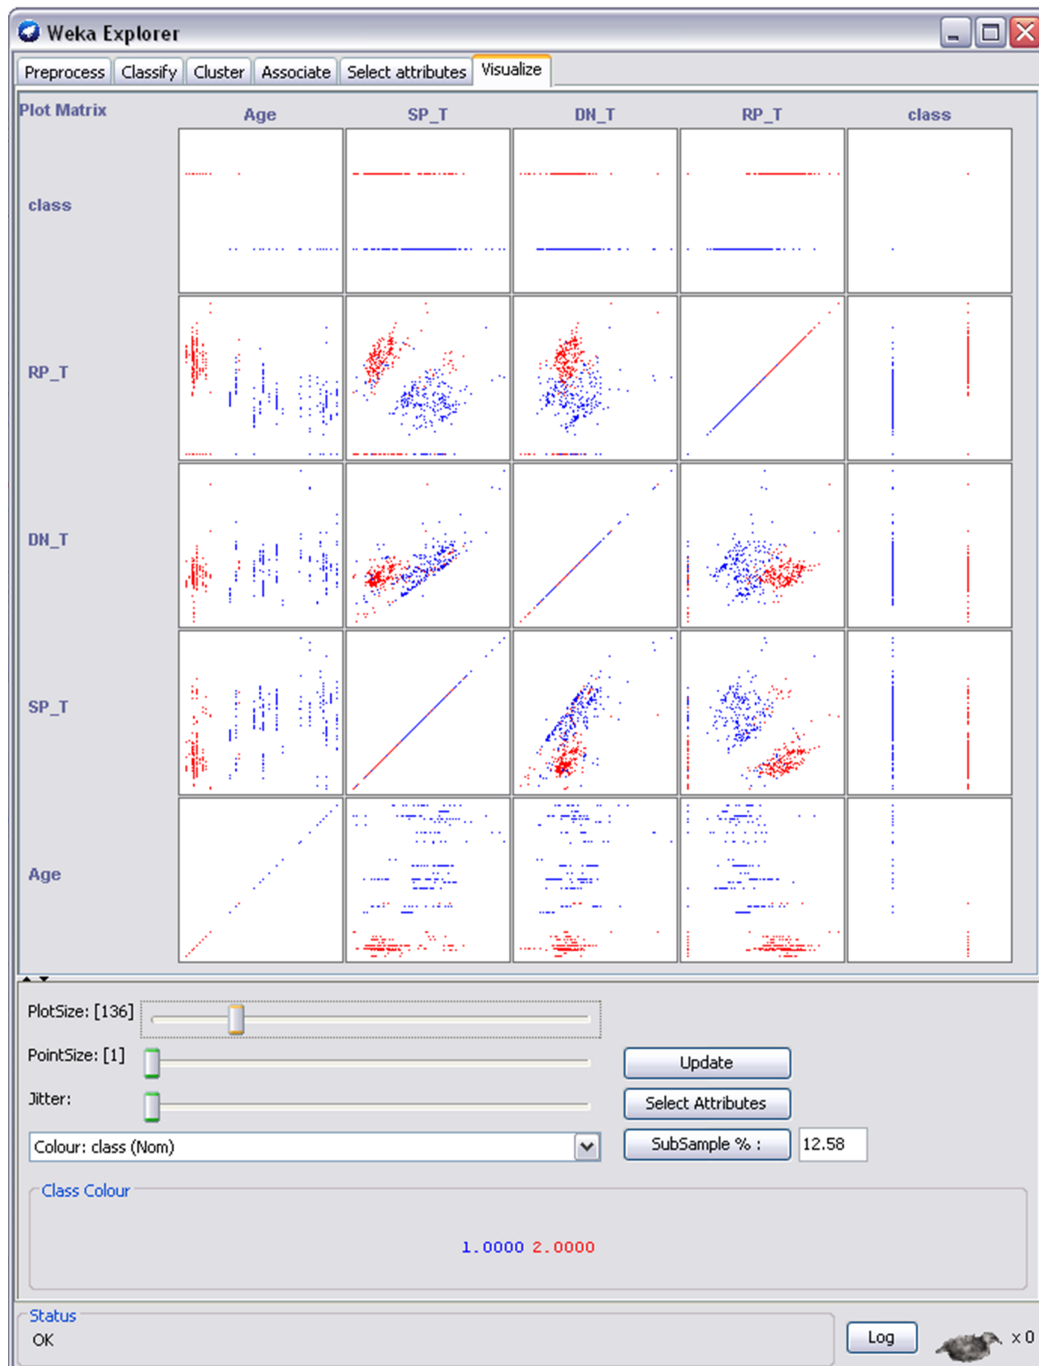 Weka Explorer
Preprocess Classify Cluster Associate Select attributes Visualize
Plot Matrix Age SP_T DN_T RP_T class
class
RP_T
DN_T
SP_T
Age
PlotSize: [136]
PointSize: [1]
Update
Jitter:
Select Attributes
Colour: class (Nom)
SubSample % : 12.58
Class Colour
1.0000 2.0000
Status
OK
Log x 0